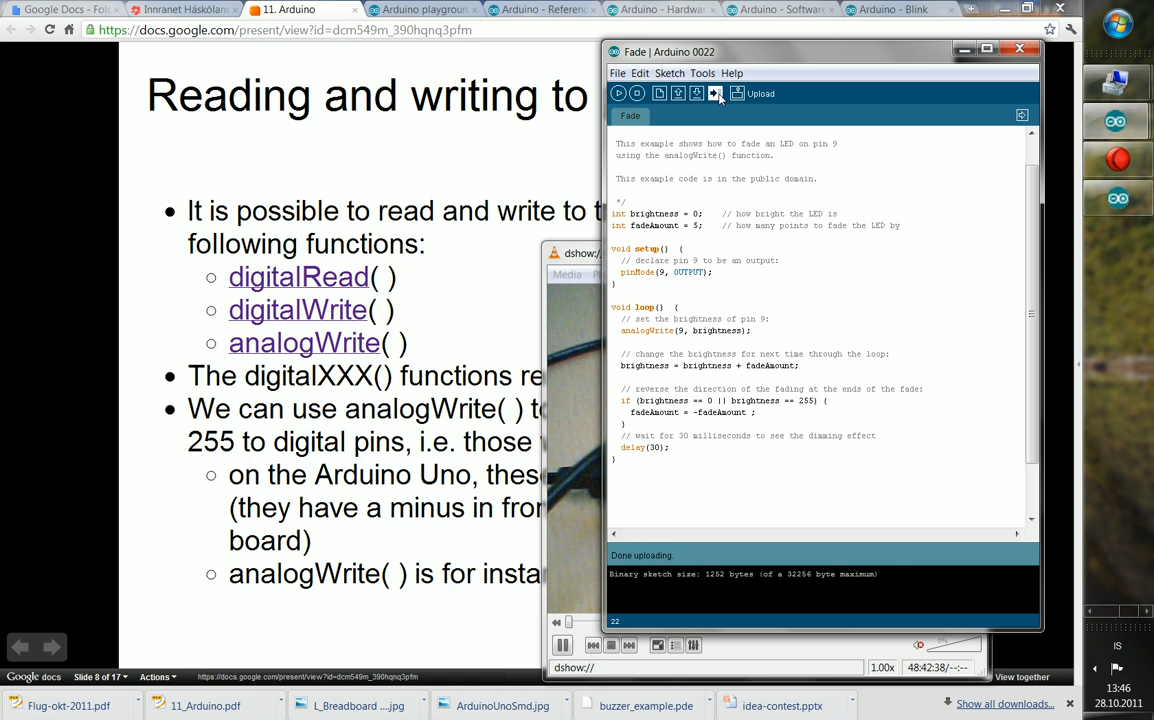 Google Docs - Fol
Innranet Háskólans
11. Arduino
Arduino playgroun
Arduino - Referenc
Arduino - Hardwar
Arduino - Software
Arduino - Blink
https://docs.google.com/present/view?id=dcm549m_390hqnq3pfm
Reading and writing to
It is possible to read and write to t
following functions:
digitalRead( )
digitalWrite( )
analogWrite( )
The digitalXXX() functions re
We can use analogWrite( ) to
255 to digital pins, i.e. those
on the Arduino Uno, these
(they have a minus in fron
board)
analogWrite( ) is for insta
dshow:/
Media
Fade | Arduino 0022
File Edit Sketch Tools Help
Upload
Fade
This example shows how to fade an LED on pin 9
using the analogWrite() function.
This example code is in the public domain.
*/
int brightness = 0;    // how bright the LED is
int fadeAmount = 5;    // how many points to fade the LED by
void setup()  {
// declare pin 9 to be an output:
pinMode(9, OUTPUT);
}
void loop()  {
// set the brightness of pin 9:
analogWrite(9, brightness);
// change the brightness for next time through the loop:
brightness = brightness + fadeAmount;
// reverse the direction of the fading at the ends of the fade:
if (brightness == 0 || brightness == 255) {
fadeAmount = -fadeAmount ;
}
// wait for 30 milliseconds to see the dimming effect
delay(30);
}
Done uploading.
Binary sketch size: 1252 bytes (of a 32256 byte maximum)
22
dshow://
1.00x
48:42:38/--:--
Google docs
Slide 8 of 17
Actions
https://docs.google.com/present/view?id=dcm549m_390hqnq3pfm
View together
Flug-okt-2011.pdf
11_Arduino.pdf
L_Breadboard ....jpg
ArduinoUnoSmd.jpg
buzzer_example.pde
idea-contest.pptx
Show all downloads...
IS
13:46
28.10.2011